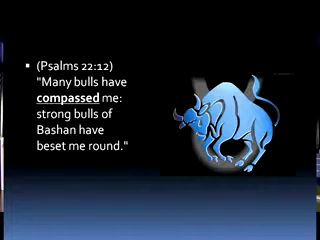 (Psalms 22:12)
"Many bulls have
compassed me:
strong bulls of
Bashan have
beset me round."